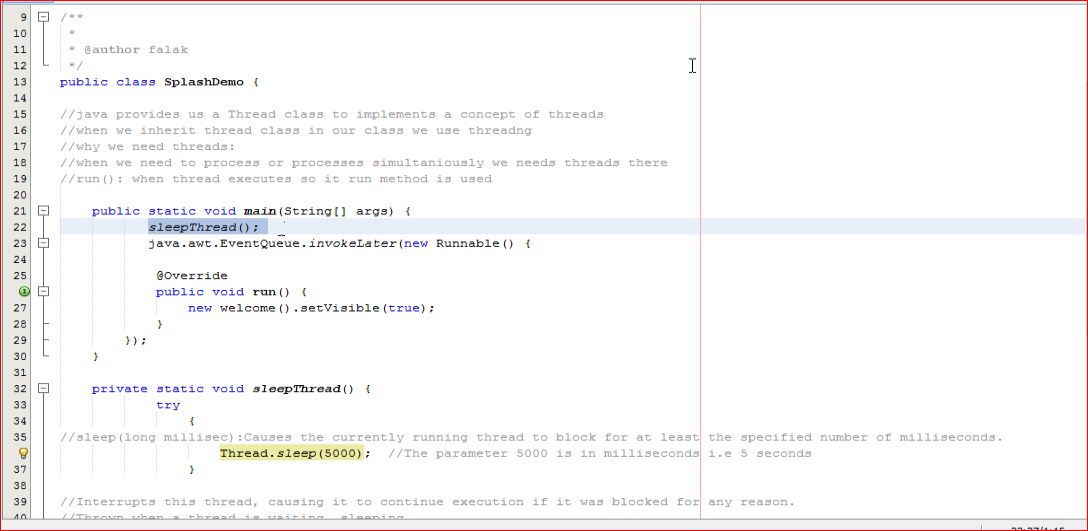 9 /**
10 *
11 * @author falak
12 */
13 public class SplashDemo {
14
15 //java provides us a Thread class to implements a concept of threads
16 //when we inherit thread class in our class we use threadng
17 //why we need threads:
18 //when we need to process or processes simultaniously we needs threads there
19 //run(): when thread executes so it run method is used
20
21 public static void main(String[] args) {
22 sleepThread();
23 java.awt.EventQueue.invokeLater(new Runnable() {
24
25 @Override
public void run() {
27 new welcome().setVisible(true);
28 }
29 });
30 }
31
32 private static void sleepThread() {
33 try
34 {
35 //sleep(long millisec):Causes the currently running thread to block for at least the specified number of milliseconds.
Thread.sleep(5000); //The parameter 5000 is in milliseconds i.e 5 seconds
37 }
38
39 //Interrupts this thread, causing it to continue execution if it was blocked for any reason.
40 //Thrown when a thread is waiting, sleeping